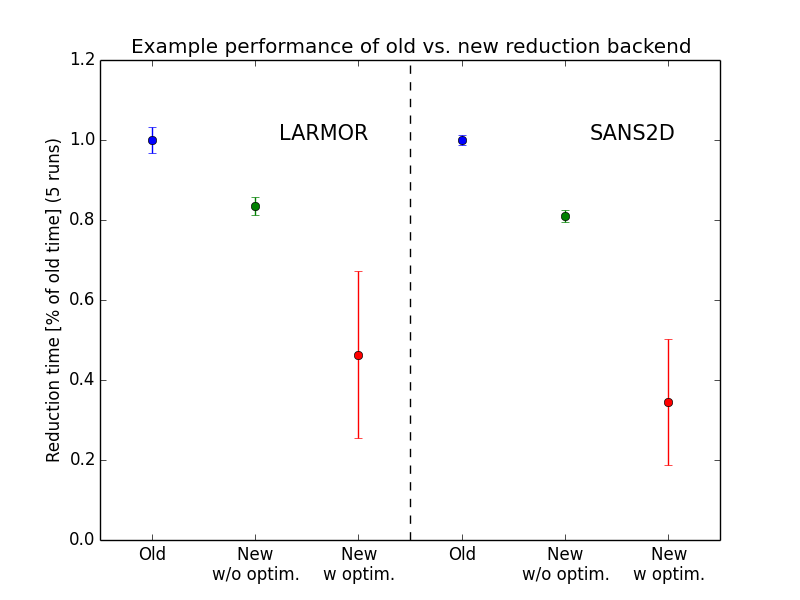 Example performance of old vs. new reduction backend
Reduction time [% of old time] (5 runs)
1.2
1.0
0.8
0.6
0.4
0.2
0.0
LARMOR
SANS2D
Old
New
w/o optim.
New
w optim.
Old
New
w/o optim.
New
w optim.